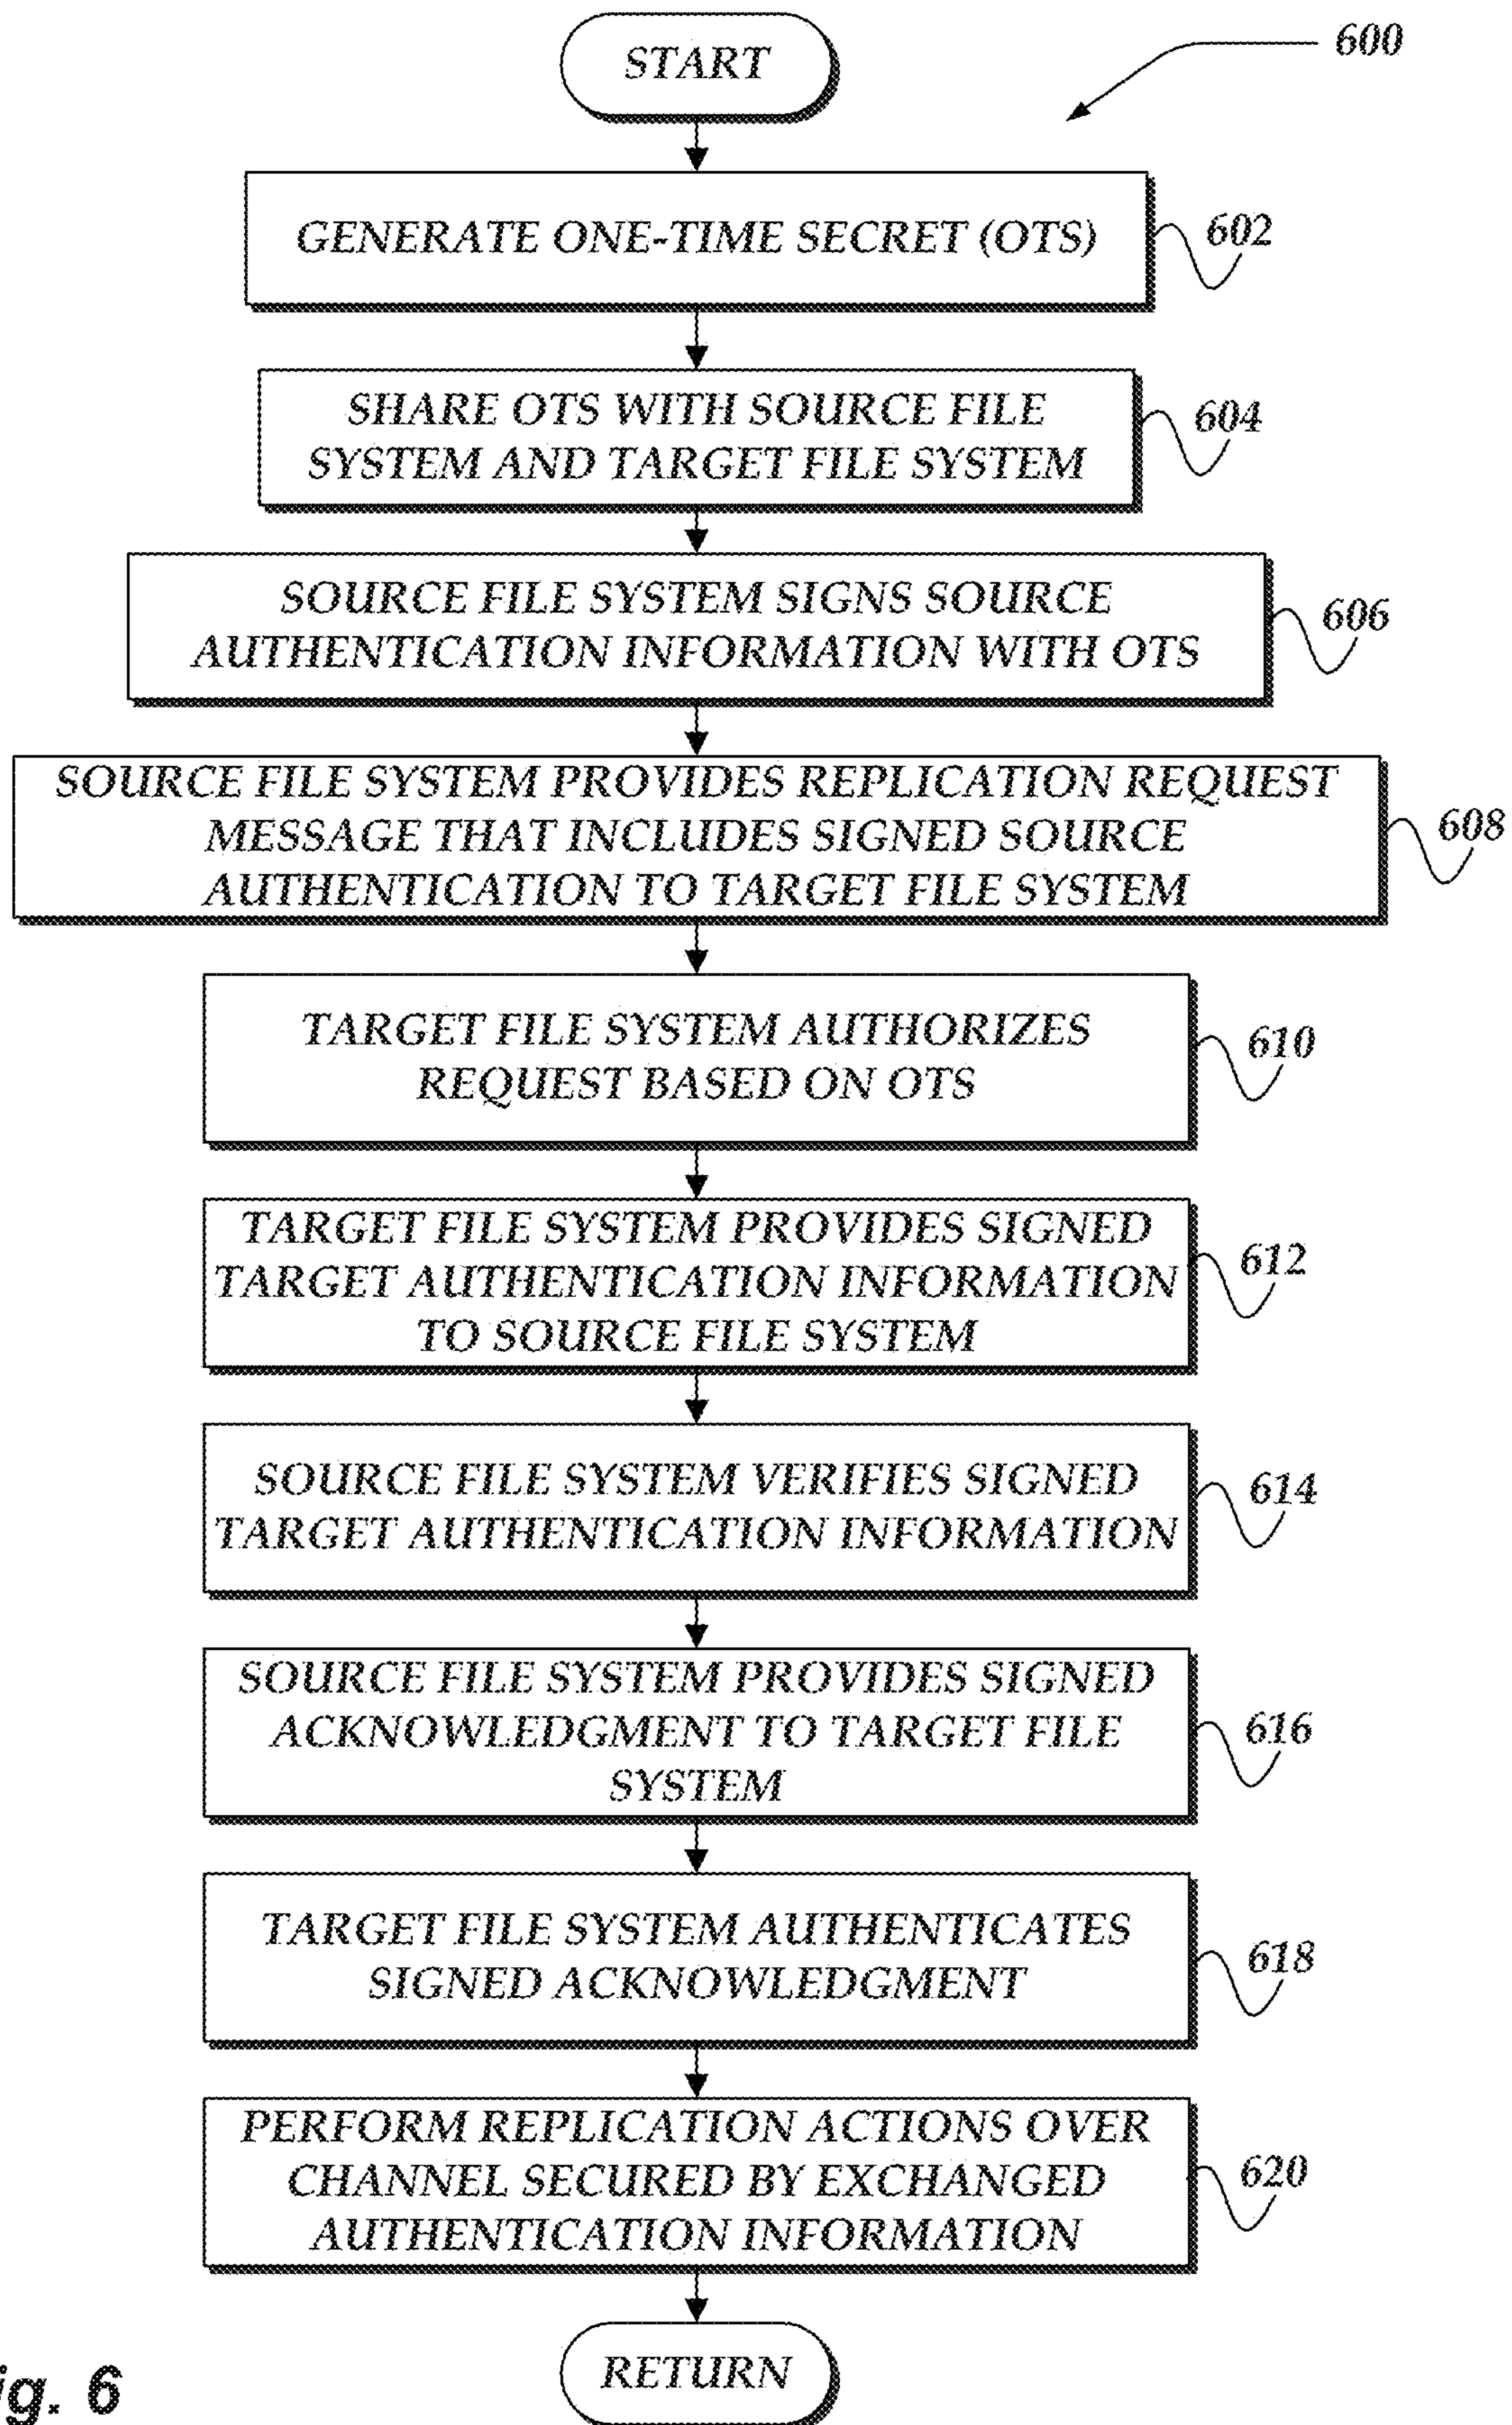 START
600
GENERATE ONE-TIME SECRET (OTS)
602
SHARE OTS WITH SOURCE FILE
SYSTEM AND TARGET FILE SYSTEM
604
SOURCE FILE SYSTEM SIGNS SOURCE
AUTHENTICATION INFORMATION WITH OTS
606
SOURCE FILE SYSTEM PROVIDES REPLICATION REQUEST
MESSAGE THAT INCLUDES SIGNED SOURCE
AUTHENTICATION TO TARGET FILE SYSTEM
608
TARGET FILE SYSTEM AUTHORIZES
REQUEST BASED ON OTS
610
TARGET FILE SYSTEM PROVIDES SIGNED
TARGET AUTHENTICATION INFORMATION
TO SOURCE FILE SYSTEM
612
SOURCE FILE SYSTEM VERIFIES SIGNED
TARGET AUTHENTICATION INFORMATION
614
SOURCE FILE SYSTEM PROVIDES SIGNED
ACKNOWLEDGMENT TO TARGET FILE
SYSTEM
616
TARGET FILE SYSTEM AUTHENTICATES
SIGNED ACKNOWLEDGMENT
618
PERFORM REPLICATION ACTIONS OVER
CHANNEL SECURED BY EXCHANGED
AUTHENTICATION INFORMATION
620
RETURN
ig. 6